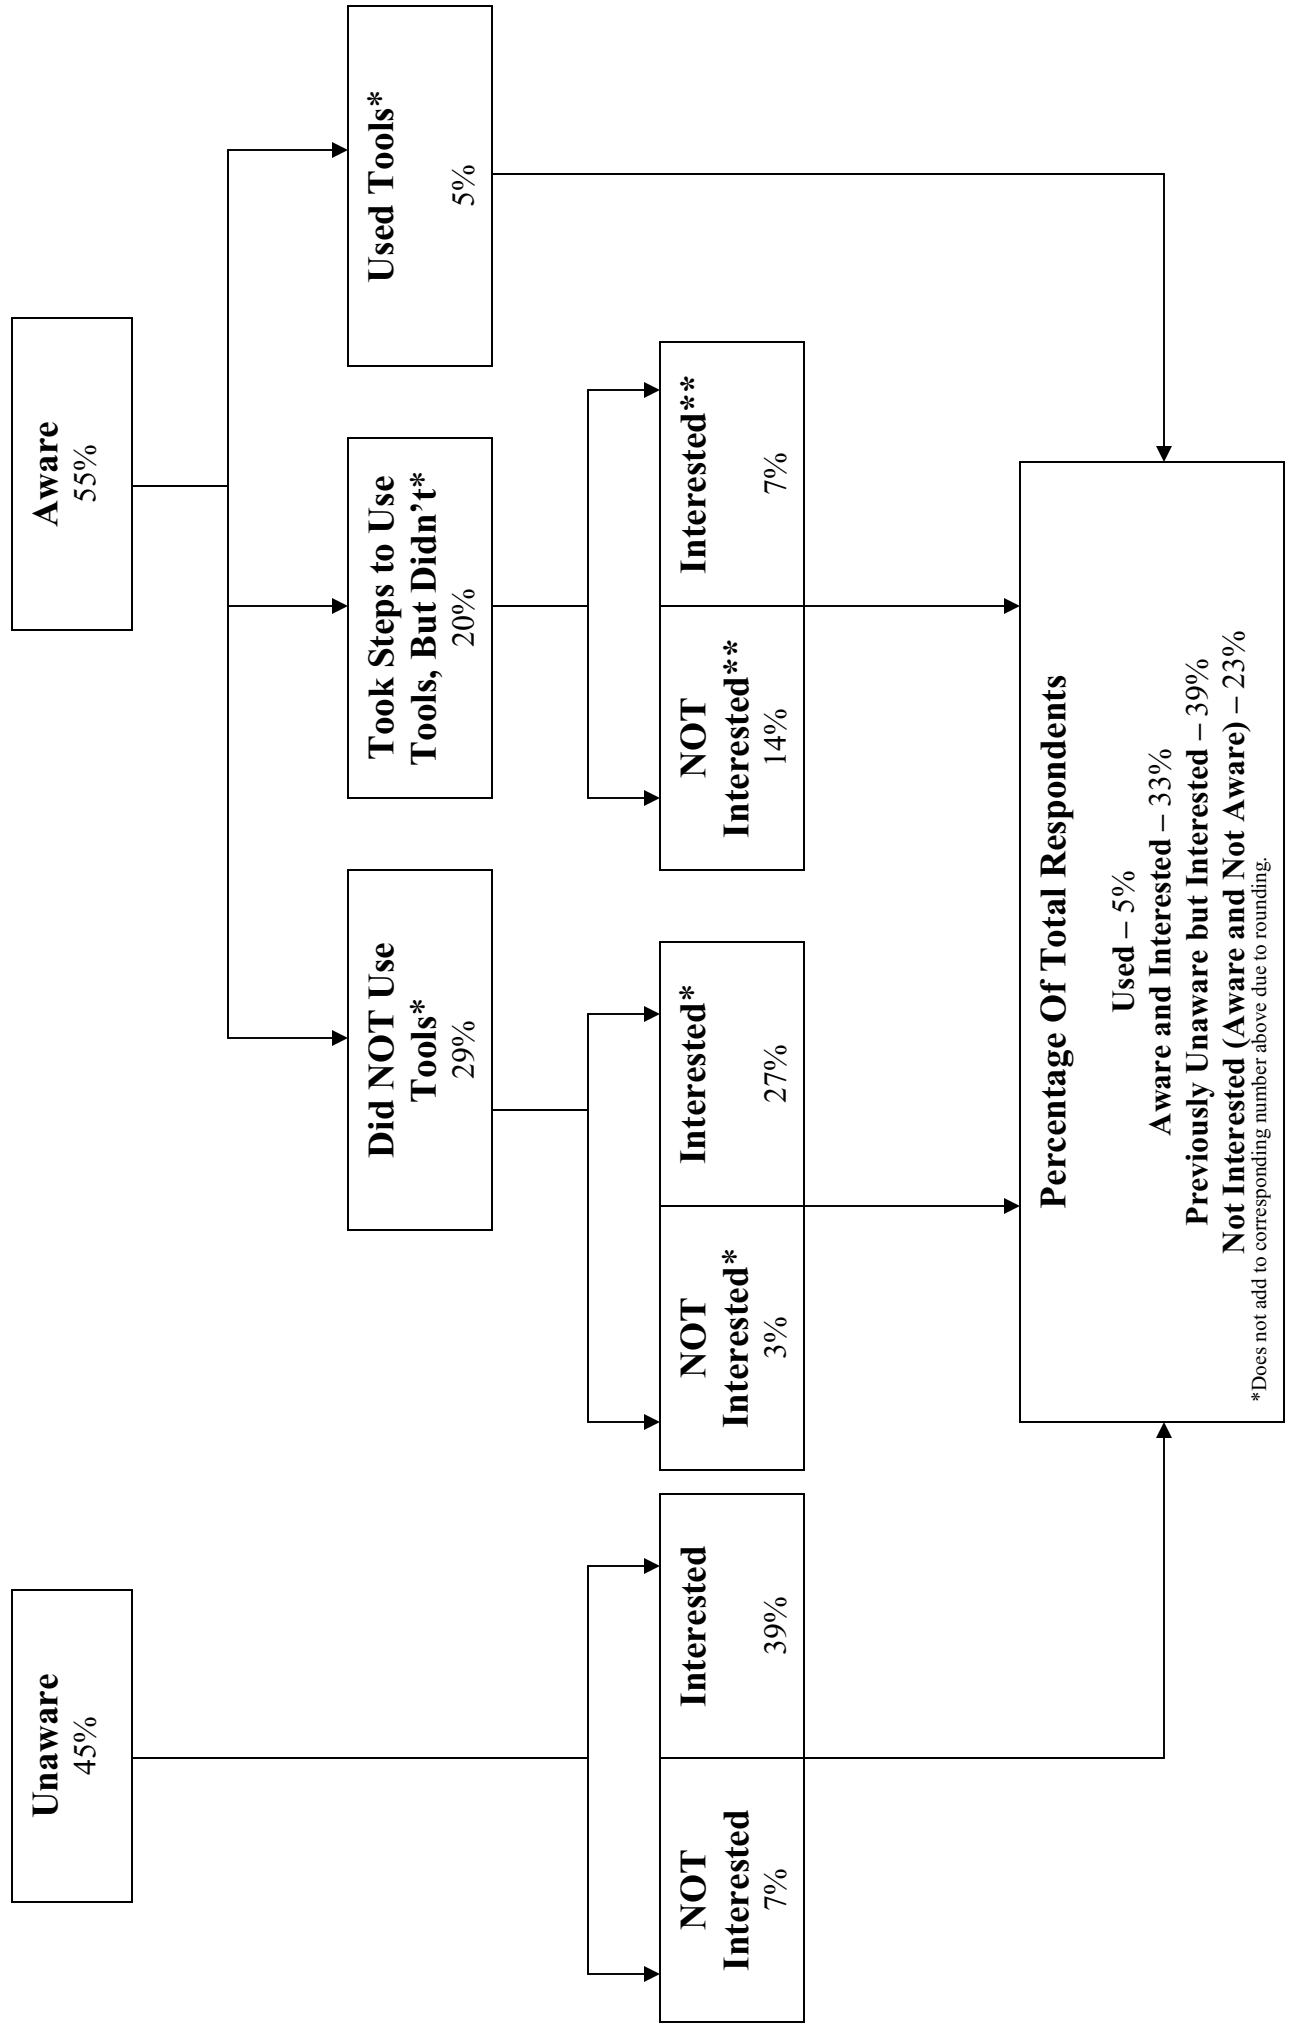 Unaware
45%
Aware
55%
Did NOT Use
Tools*
29%
Took Steps to Use
Tools, But Didn't*
20%
Used Tools*
5%
NOT
Interested
7%
Interested
39%
NOT
Interested*
3%
Interested*
27%
NOT
Interested**
14%
Interested**
7%
Percentage Of Total Respondents
Used – 5%
Aware and Interested – 33%
Previously Unaware but Interested – 39%
Not Interested (Aware and Not Aware) – 23%
*Does not add to corresponding number above due to rounding.